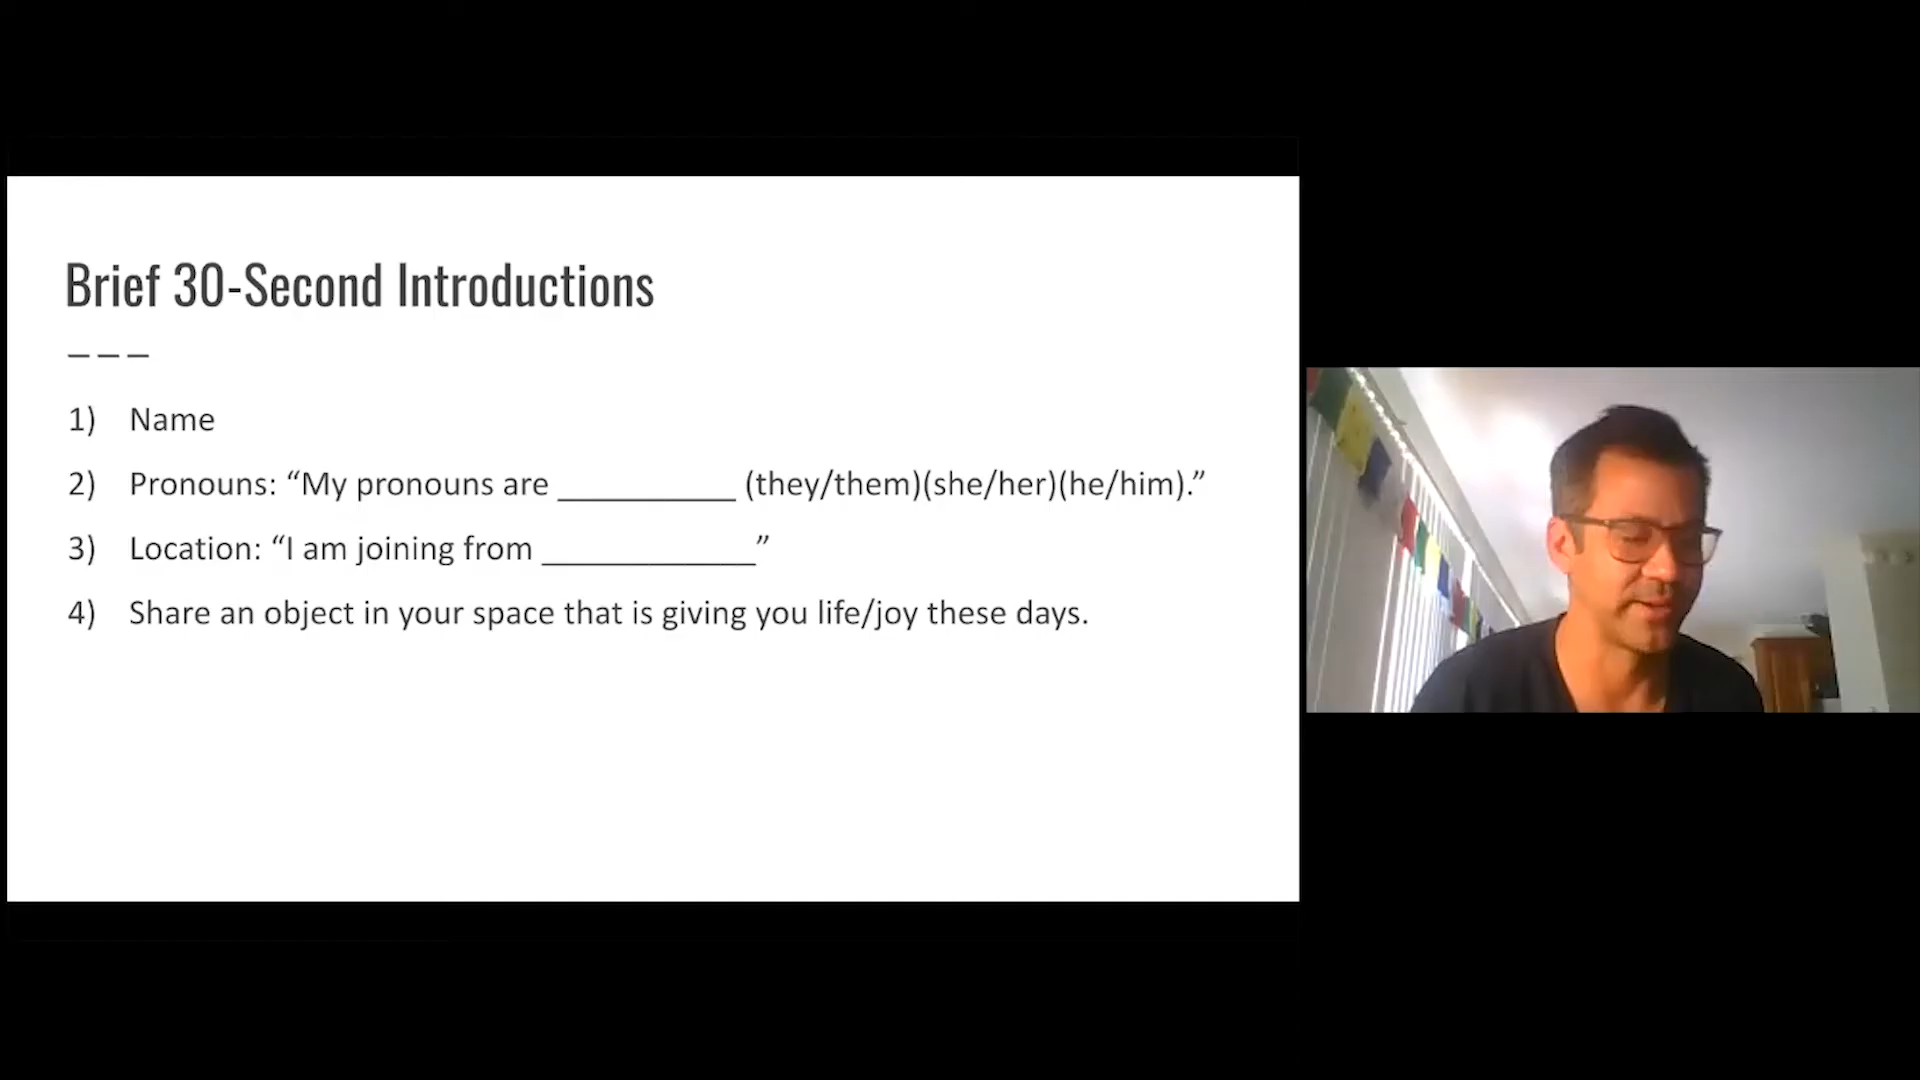 Brief 30-Second Introductions
1) Name
2) Pronouns: “My pronouns are __________ (they/them)(she/her)(he/him).”
3) Location: “I am joining from ____________”
4) Share an object in your space that is giving you life/joy these days.